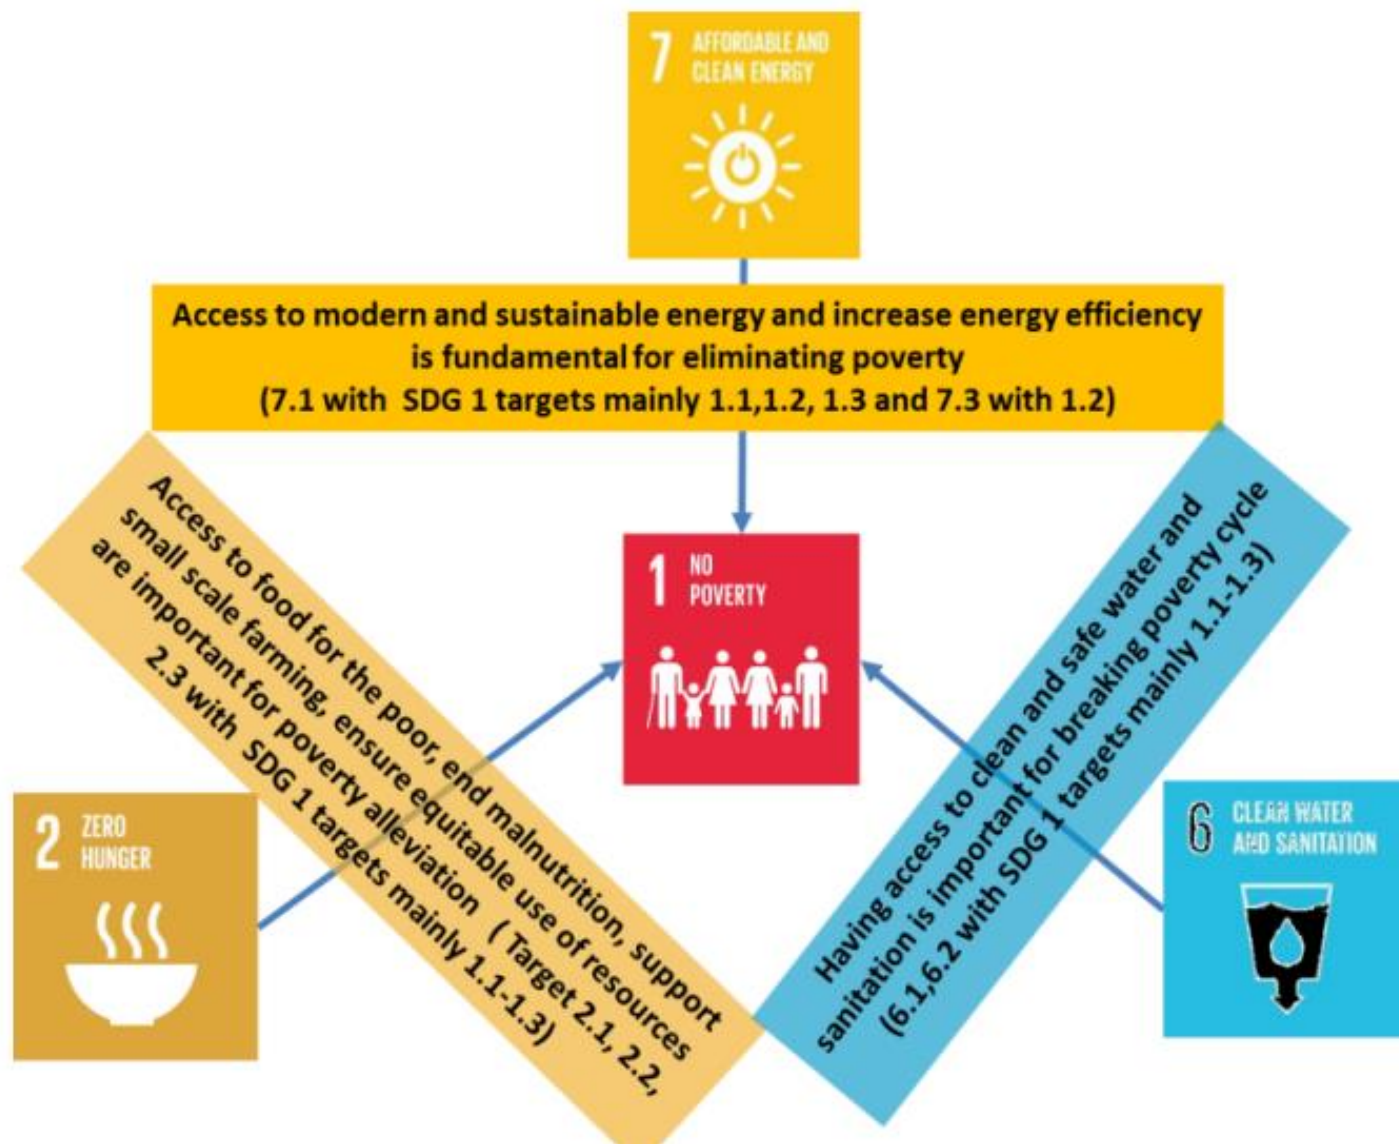 7 AFFORDABLE AND
CLEAN ENERGY
Access to modern and sustainable energy and increase energy efficiency
is fundamental for eliminating poverty
(7.1 with SDG 1 targets mainly 1.1,1.2, 1.3 and 7.3 with 1.2)
Access to food for the poor, end malnutrition, support
small scale farming, ensure equitable use of resources
are important for poverty alleviation ( Target 2.1, 2.2,
2.3 with SDG 1 targets mainly 1.1-1.3)
1 NO
POVERTY
Having access to clean and safe water and
sanitation is important for breaking poverty cycle
(6.1,6.2 with SDG 1 targets mainly 1.1-1.3)
2 ZERO
HUNGER
6 CLEAN WATER
AND SANITATION